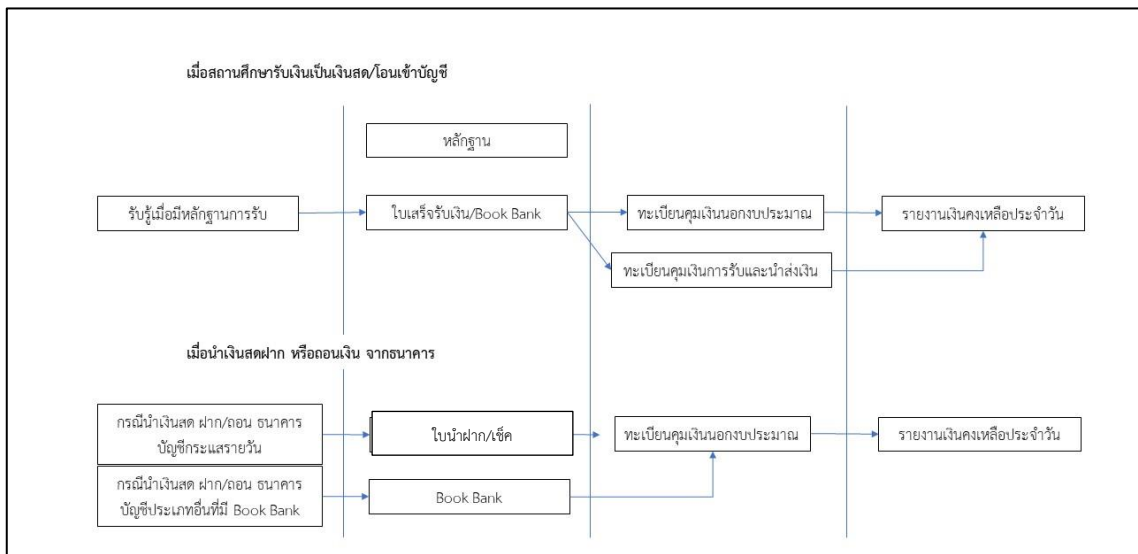 เมื่อสถานศึกษารับเงินเป็นเงินสด/โอนเข้าบัญชี
หลักฐาน
รับรู้เมื่อมีหลักฐานการรับ
ใบเสร็จรับเงิน/Book Bank
ทะเบียนคุมเงินนอกงบประมาณ
รายงานเงินคงเหลือประจำวัน
ทะเบียนคุมเงินการรับและนำส่งเงิน
เมื่อนำเงินสดฝาก หรือถอนเงิน จากธนาคาร
กรณีนำเงินสด ฝาก/ถอน ธนาคาร
บัญชีกระแสรายวัน
ใบนำฝาก/เช็ค
ทะเบียนคุมเงินนอกงบประมาณ
รายงานเงินคงเหลือประจำวัน
กรณีนำเงินสด ฝาก/ถอน ธนาคาร
บัญชีประเภทอื่นที่มี Book Bank
Book Bank